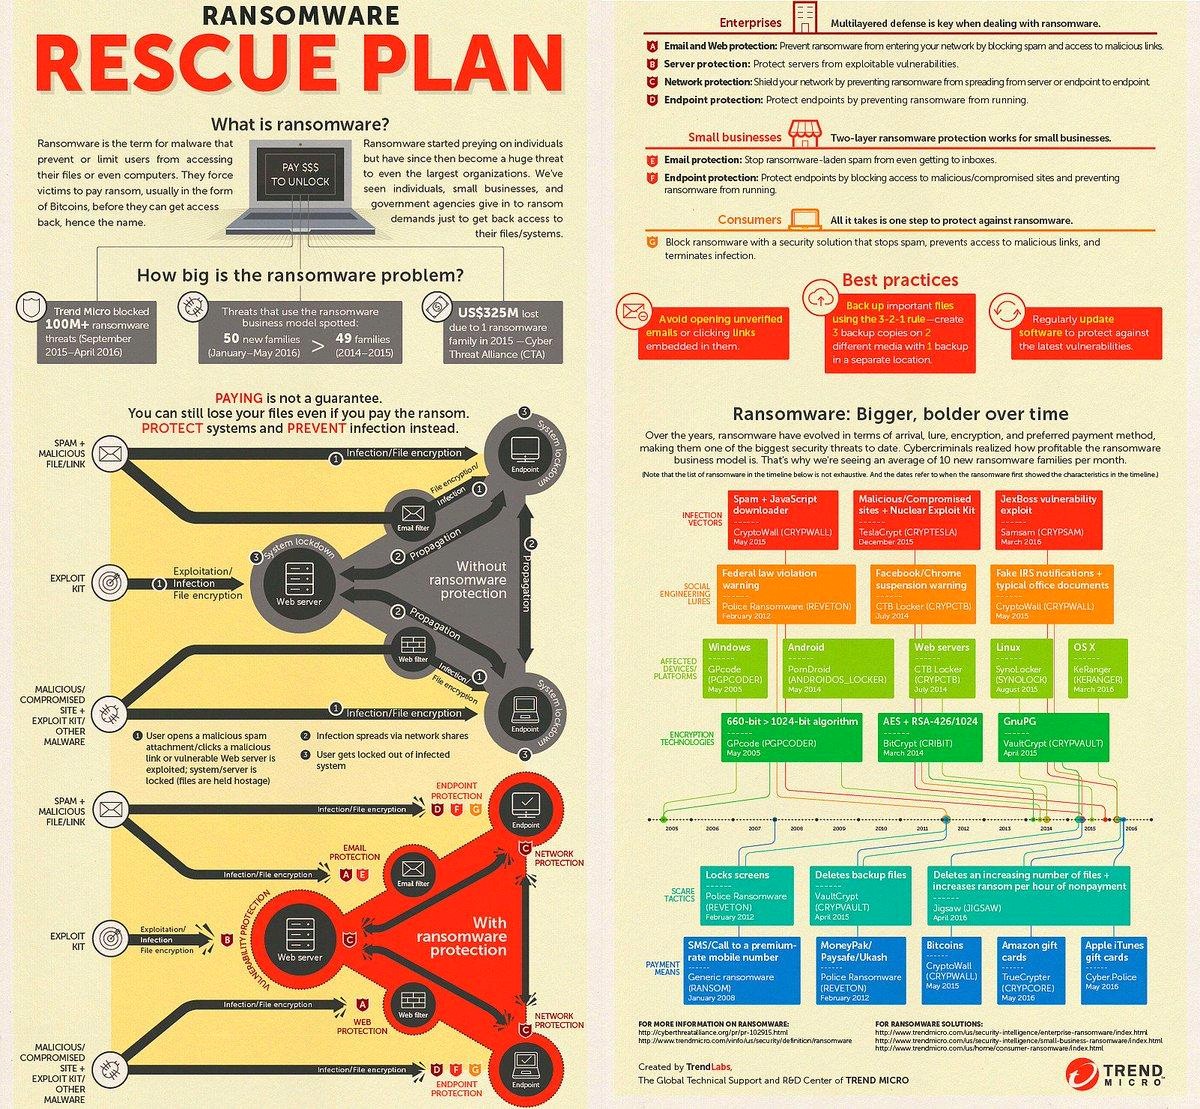 RANSOMWARE
RESCUE PLAN
What is ransomware?
Ransomware is the term for malware that
prevent or limit users from accessing
their files or even computers. They force
victims to pay ransom, usually in the form
of Bitcoins, before they can get access
back, hence the name.
PAY $$$
TO UNLOCK
Ransomware started preying on individuals
but have since then become a huge threat
to even the largest organizations. We've
seen individuals, small businesses, and
government agencies give in to ransom
demands just to get back access to
their files/systems.
How big is the ransomware problem?
Trend Micro blocked
100M+ ransomware
threats (September
2015–April 2016)
Threats that use the ransomware
business model spotted:
50 new families > 49 families
(January–May 2016) (2014–2015)
US$325M lost
due to 1 ransomware
family in 2015 —Cyber
Threat Alliance (CTA)
PAYING is not a guarantee.
You can still lose your files even if you pay the ransom.
PROTECT systems and PREVENT infection instead.
SPAM +
MALICIOUS
FILE/LINK
1 Infection/File encryption
3
System lockdown
Endpoint
File encryption/
Infection 1
Email filter
2 Propagation
3 System lockdown
Web server
EXPLOIT
KIT
1
Exploitation/
Infection
File encryption
Without
ransomware
protection
2 Propagation
2 Propagation
Web filter
Infection/ 1
File encryption
MALICIOUS/
COMPROMISED
SITE +
EXPLOIT KIT/
OTHER
MALWARE
1 Infection/File encryption
System lockdown
Endpoint
3
1 User opens a malicious spam
attachment/clicks a malicious
link or vulnerable Web server is
exploited; system/server is
locked (files are held hostage)
2 Infection spreads via network shares
3 User gets locked out of infected
system
SPAM +
MALICIOUS
FILE/LINK
Infection/File encryption
ENDPOINT
PROTECTION
D F G
Endpoint
C NETWORK
PROTECTION
EMAIL
PROTECTION
Infection/File encryption
A E
Email filter
EXPLOIT
KIT
Exploitation/
Infection
File encryption
B
VULNERABILITY PROTECTION
Web server
C
With
ransomware
protection
Infection/File encryption
A
WEB
PROTECTION
Web filter
C NETWORK
PROTECTION
MALICIOUS/
COMPROMISED
SITE +
EXPLOIT KIT/
OTHER
MALWARE
Infection/File encryption
D F G
ENDPOINT
PROTECTION
Endpoint
Enterprises Multilayered defense is key when dealing with ransomware.
A Email and Web protection: Prevent ransomware from entering your network by blocking spam and access to malicious links.
B Server protection: Protect servers from exploitable vulnerabilities.
C Network protection: Shield your network by preventing ransomware from spreading from server or endpoint to endpoint.
D Endpoint protection: Protect endpoints by preventing ransomware from running.
Small businesses Two-layer ransomware protection works for small businesses.
E Email protection: Stop ransomware-laden spam from even getting to inboxes.
F Endpoint protection: Protect endpoints by blocking access to malicious/compromised sites and preventing
ransomware from running.
Consumers All it takes is one step to protect against ransomware.
G Block ransomware with a security solution that stops spam, prevents access to malicious links, and
terminates infection.
Best practices
Avoid opening unverified
emails or clicking links
embedded in them.
Back up important files
using the 3-2-1 rule—create
3 backup copies on 2
different media with 1 backup
in a separate location.
Regularly update
software to protect against
the latest vulnerabilities.
Ransomware: Bigger, bolder over time
Over the years, ransomware have evolved in terms of arrival, lure, encryption, and preferred payment method,
making them one of the biggest security threats to date. Cybercriminals realized how profitable the ransomware
business model is. That's why we're seeing an average of 10 new ransomware families per month.
(Note that the list of ransomware in the timeline below is not exhaustive. And the dates refer to when the ransomware first showed the characteristics in the timeline.)
INFECTION
VECTORS
Spam + JavaScript
downloader
CryptoWall (CRYPWALL)
May 2015
Malicious/Compromised
sites + Nuclear Exploit Kit
TeslaCrypt (CRYPTESLA)
December 2015
JexBoss vulnerability
exploit
Samsam (CRYPSAM)
March 2016
SOCIAL
ENGINEERING
LURES
Federal law violation
warning
Police Ransomware (REVETON)
February 2012
Facebook/Chrome
suspension warning
CTB Locker (CRYPCTB)
July 2014
Fake IRS notifications +
typical office documents
CryptoWall (CRYPWALL)
May 2015
AFFECTED
DEVICES/
PLATFORMS
Windows
GPcode
(PGPCODER)
May 2005
Android
PornDroid
(ANDROIDOS_LOCKER)
May 2014
Web servers
CTB Locker
(CRYPCTB)
July 2014
Linux
SynoLocker
(SYNOLOCK)
August 2015
OS X
KeRanger
(KERANGER)
March 2016
ENCRYPTION
TECHNOLOGIES
660-bit > 1024-bit algorithm
GPcode (PGPCODER)
May 2005
AES + RSA-426/1024
BitCrypt (CRIBIT)
March 2014
GnuPG
VaultCrypt (CRYPVAULT)
April 2015
2005 2006 2007 2008 2009 2010 2011 2012 2013 2014 2015 2016
SCARE
TACTICS
Locks screens
Police Ransomware
(REVETON)
February 2012
Deletes backup files
VaultCrypt
(CRYPVAULT)
April 2015
Deletes an increasing number of files +
increases ransom per hour of nonpayment
Jigsaw (JIGSAW)
April 2016
PAYMENT
MEANS
SMS/Call to a premium-
rate mobile number
Generic ransomware
(RANSOM)
January 2008
MoneyPak/
Paysafe/Ukash
Police Ransomware
(REVETON)
February 2012
Bitcoins
CryptoWall
(CRYPWALL)
May 2015
Amazon gift
cards
TrueCrypter
(CRYPCORE)
May 2016
Apple iTunes
gift cards
Cyber.Police
May 2016
FOR MORE INFORMATION ON RANSOMWARE:
http://cyberthreatalliance.org/pr/pr-102915.html
http://www.trendmicro.com/vinfo/us/security/definition/ransomware
FOR RANSOMWARE SOLUTIONS:
http://www.trendmicro.com/us/security-intelligence/enterprise-ransomware/index.html
http://www.trendmicro.com/us/security-intelligence/small-business-ransomware/index.html
http://www.trendmicro.com/us/home/consumer-ransomware/index.html
Created by TrendLabs,
The Global Technical Support and R&D Center of TREND MICRO
TREND
MICRO™